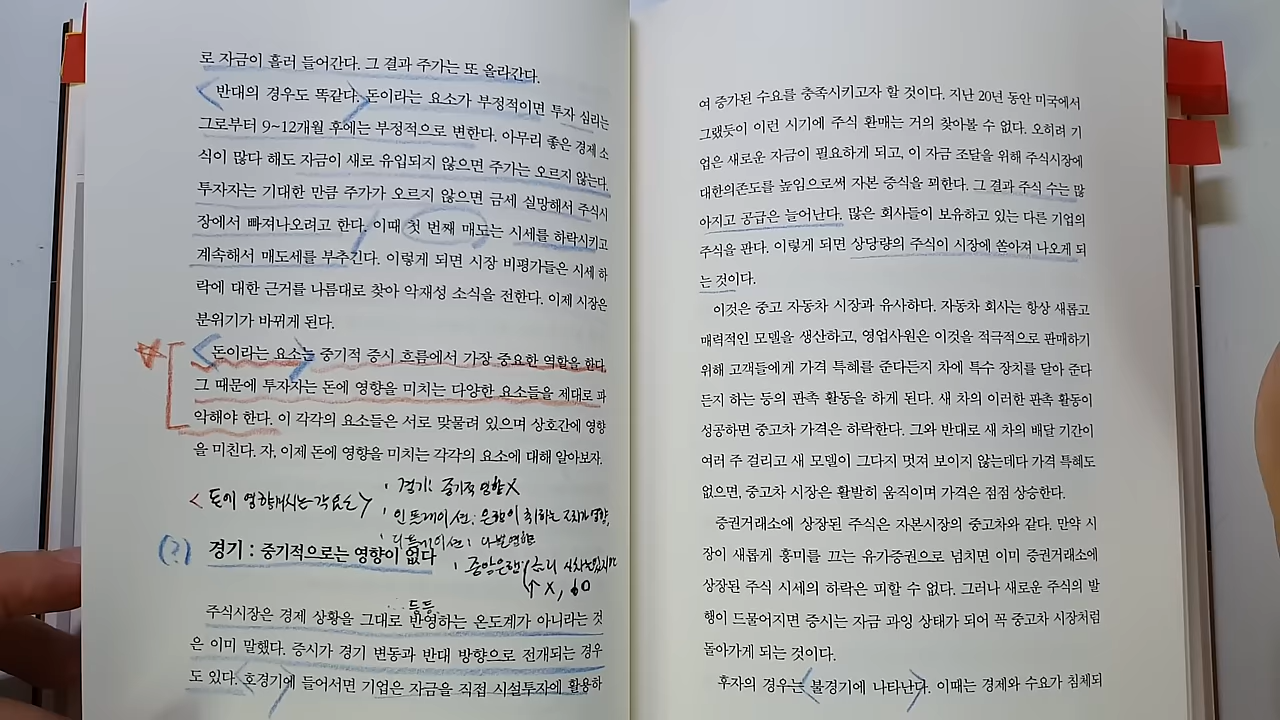 로 자금이 흘러 들어간다. 그 결과 주가는 또 올라간다.
반대의 경우도 똑같다. 돈이라는 요소가 부정적이면 투자 심리는
그로부터 9~12개월 후에는 부정적으로 변한다. 아무리 좋은 경제 소
식이 많다 해도 자금이 새로 유입되지 않으면 주가는 오르지 않는다.
투자자는 기대한 만큼 주가가 오르지 않으면 금세 실망해서 주식시
장에서 빠져나오려고 한다. 이때 첫 번째 매도는 시세를 하락시키고
계속해서 매도세를 부추긴다. 이렇게 되면 시장 비평가들은 시세 하
락에 대한 근거를 나름대로 찾아 악재성 소식을 전한다. 이제 시장은
분위기가 바뀌게 된다.
돈이라는 요소는 중기적 증시 흐름에서 가장 중요한 역할을 한다.
그 때문에 투자자는 돈에 영향을 미치는 다양한 요소들을 제대로 파
악해야 한다. 이 각각의 요소들은 서로 맞물려 있으며 상호간에 영향
을 미친다. 자, 이제 돈에 영향을 미치는 각각의 요소에 대해 알아보자.
<돈에 영향 미치는 각요소>
· 경기: 중기적 영향 X
· 인플레이션: 은행이 취하는 조치가 영향,
· 디플레이션:
(?) 경기 : 중기적으로는 영향이 없다
· 중앙은행
↑ X, ↓ O
등등.
주식시장은 경제 상황을 그대로 반영하는 온도계가 아니라는 것
은 이미 말했다. 증시가 경기 변동과 반대 방향으로 전개되는 경우
도 있다. 호경기에 들어서면 기업은 자금을 직접 시설투자에 활용하
여 증가된 수요를 충족시키고자 할 것이다. 지난 20년 동안 미국에서
그랬듯이 이런 시기에 주식 환매는 거의 찾아볼 수 없다. 오히려 기
업은 새로운 자금이 필요하게 되고, 이 자금 조달을 위해 주식시장에
대한의존도를 높임으로써 자본 증식을 꾀한다. 그 결과 주식 수는 많
아지고 공급은 늘어난다. 많은 회사들이 보유하고 있는 다른 기업의
주식을 판다. 이렇게 되면 상당량의 주식이 시장에 쏟아져 나오게 되
는 것이다.
이것은 중고 자동차 시장과 유사하다. 자동차 회사는 항상 새롭고
매력적인 모델을 생산하고, 영업사원은 이것을 적극적으로 판매하기
위해 고객들에게 가격 특혜를 준다든지 차에 특수 장치를 달아 준다
든지 하는 등의 판촉 활동을 하게 된다. 새 차의 이러한 판촉 활동이
성공하면 중고차 가격은 하락한다. 그와 반대로 새 차의 배달 기간이
여러 주 걸리고 새 모델이 그다지 멋져 보이지 않는데다 가격 특혜도
없으면, 중고차 시장은 활발히 움직이며 가격은 점점 상승한다.
증권거래소에 상장된 주식은 자본시장의 중고차와 같다. 만약 시
장이 새롭게 흥미를 끄는 유가증권으로 넘치면 이미 증권거래소에
상장된 주식 시세의 하락은 피할 수 없다. 그러나 새로운 주식의 발
행이 드물어지면 증시는 자금 과잉 상태가 되어 꼭 중고차 시장처럼
돌아가게 되는 것이다.
후자의 경우는 불경기에 나타난다. 이때는 경제와 수요가 침체되